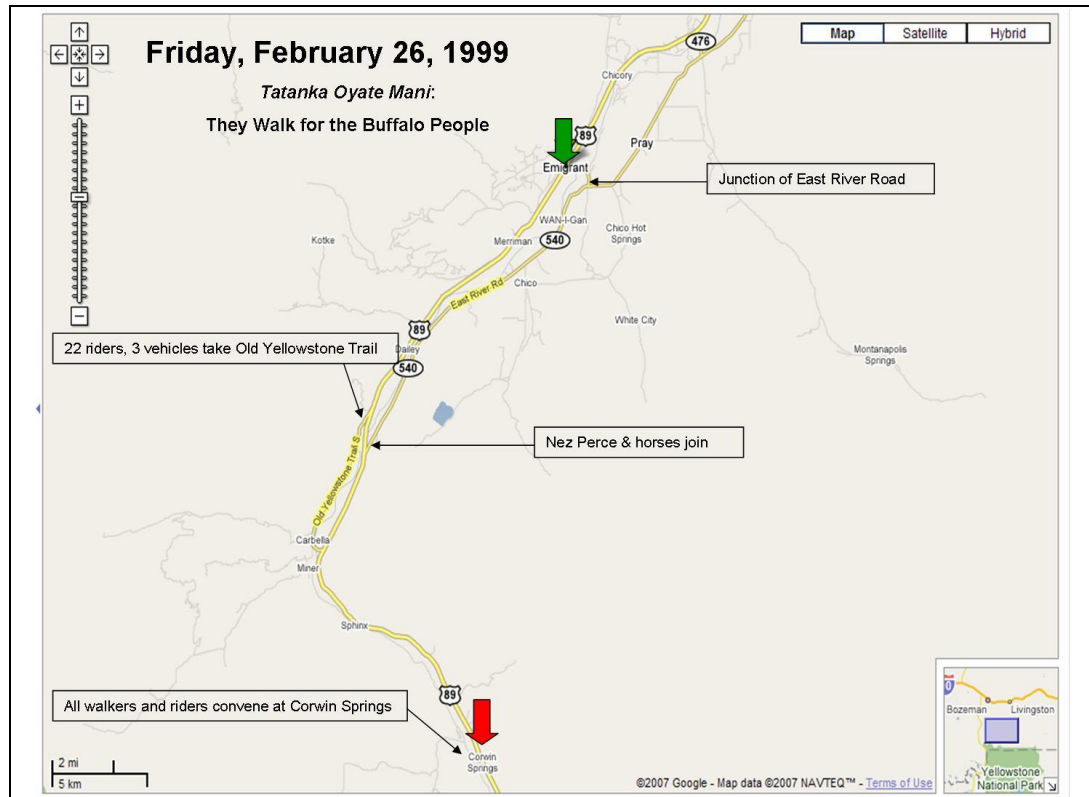 Friday, February 26, 1999
Tatanka Oyate Mani:
They Walk for the Buffalo People
Map Satellite Hybrid
476
Chicory
89
Pray
Emigrant
Junction of East River Road
WAN-I-Gan
Chico Hot
Springs
Kotke
Merriman
540
East River Rd
Chico
White City
89
22 riders, 3 vehicles take Old Yellowstone Trail
Dailey
540
Montanapolis
Springs
Nez Perce & horses join
Old Yellowstone Trail S
Carbella
Miner
Sphinx
89
All walkers and riders convene at Corwin Springs
Corwin
Springs
Bozeman Livingston
Yellowstone
National Park
2 mi
5 km
©2007 Google - Map data ©2007 NAVTEQ™ - Terms of Use